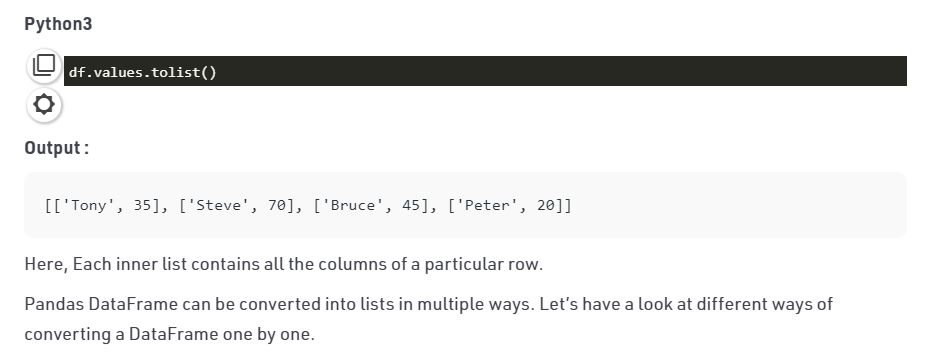 Python3
df.values.tolist()
Output :
[['Tony', 35], ['Steve', 70], ['Bruce', 45], ['Peter', 20]]
Here, Each inner list contains all the columns of a particular row.
Pandas DataFrame can be converted into lists in multiple ways. Let’s have a look at different ways of
converting a DataFrame one by one.